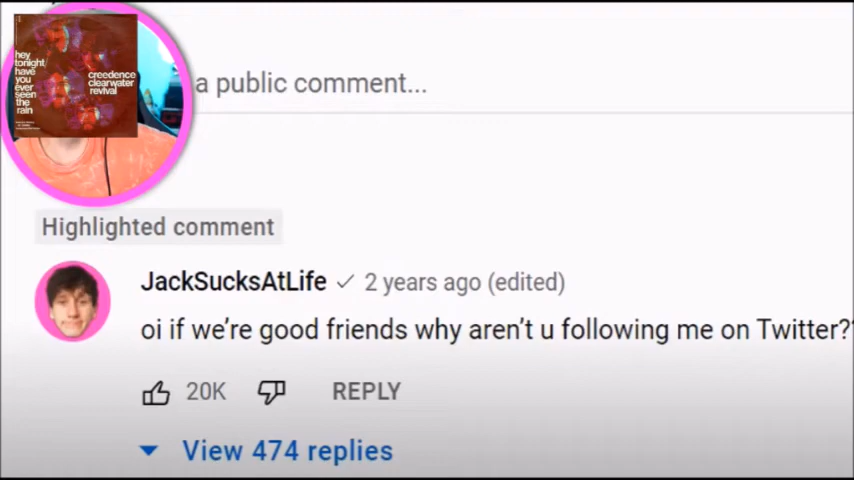 hey
tonight
have
you
ever
seen
the
rain
creedence
clearwater
revival
a public comment...
Highlighted comment
JackSucksAtLife 2 years ago (edited)
oi if we're good friends why aren't u following me on Twitter?
20K REPLY
View 474 replies